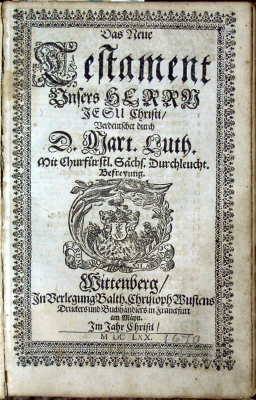 Das Neue
Testament
Unsers HERRN
JESU Christi/
Verdeutschet durch
D. Mart. Luth.
Mit Churfürstl. Sächs. Durchleucht.
Befreyung.
Wittenberg/
In Verlegung Balth. Christoph Wustens
Druckers und Buchhändlers in Franckfurt
am Mäyn.
Im Jahr Christi/
M DC LXX.